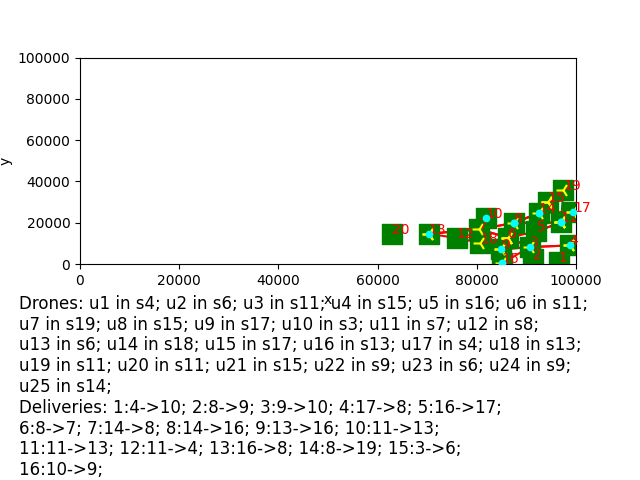 100000
80000
60000
40000
20000
0
y
19
17
10
20
0 20000 40000 60000 80000 100000
x
Drones: u1 in s4; u2 in s6; u3 in s11; u4 in s15; u5 in s16; u6 in s11;
u7 in s19; u8 in s15; u9 in s17; u10 in s3; u11 in s7; u12 in s8;
u13 in s6; u14 in s18; u15 in s17; u16 in s13; u17 in s4; u18 in s13;
u19 in s11; u20 in s11; u21 in s15; u22 in s9; u23 in s6; u24 in s9;
u25 in s14;
Deliveries: 1:4->10; 2:8->9; 3:9->10; 4:17->8; 5:16->17;
6:8->7; 7:14->8; 8:14->16; 9:13->16; 10:11->13;
11:11->13; 12:11->4; 13:16->8; 14:8->19; 15:3->6;
16:10->9;